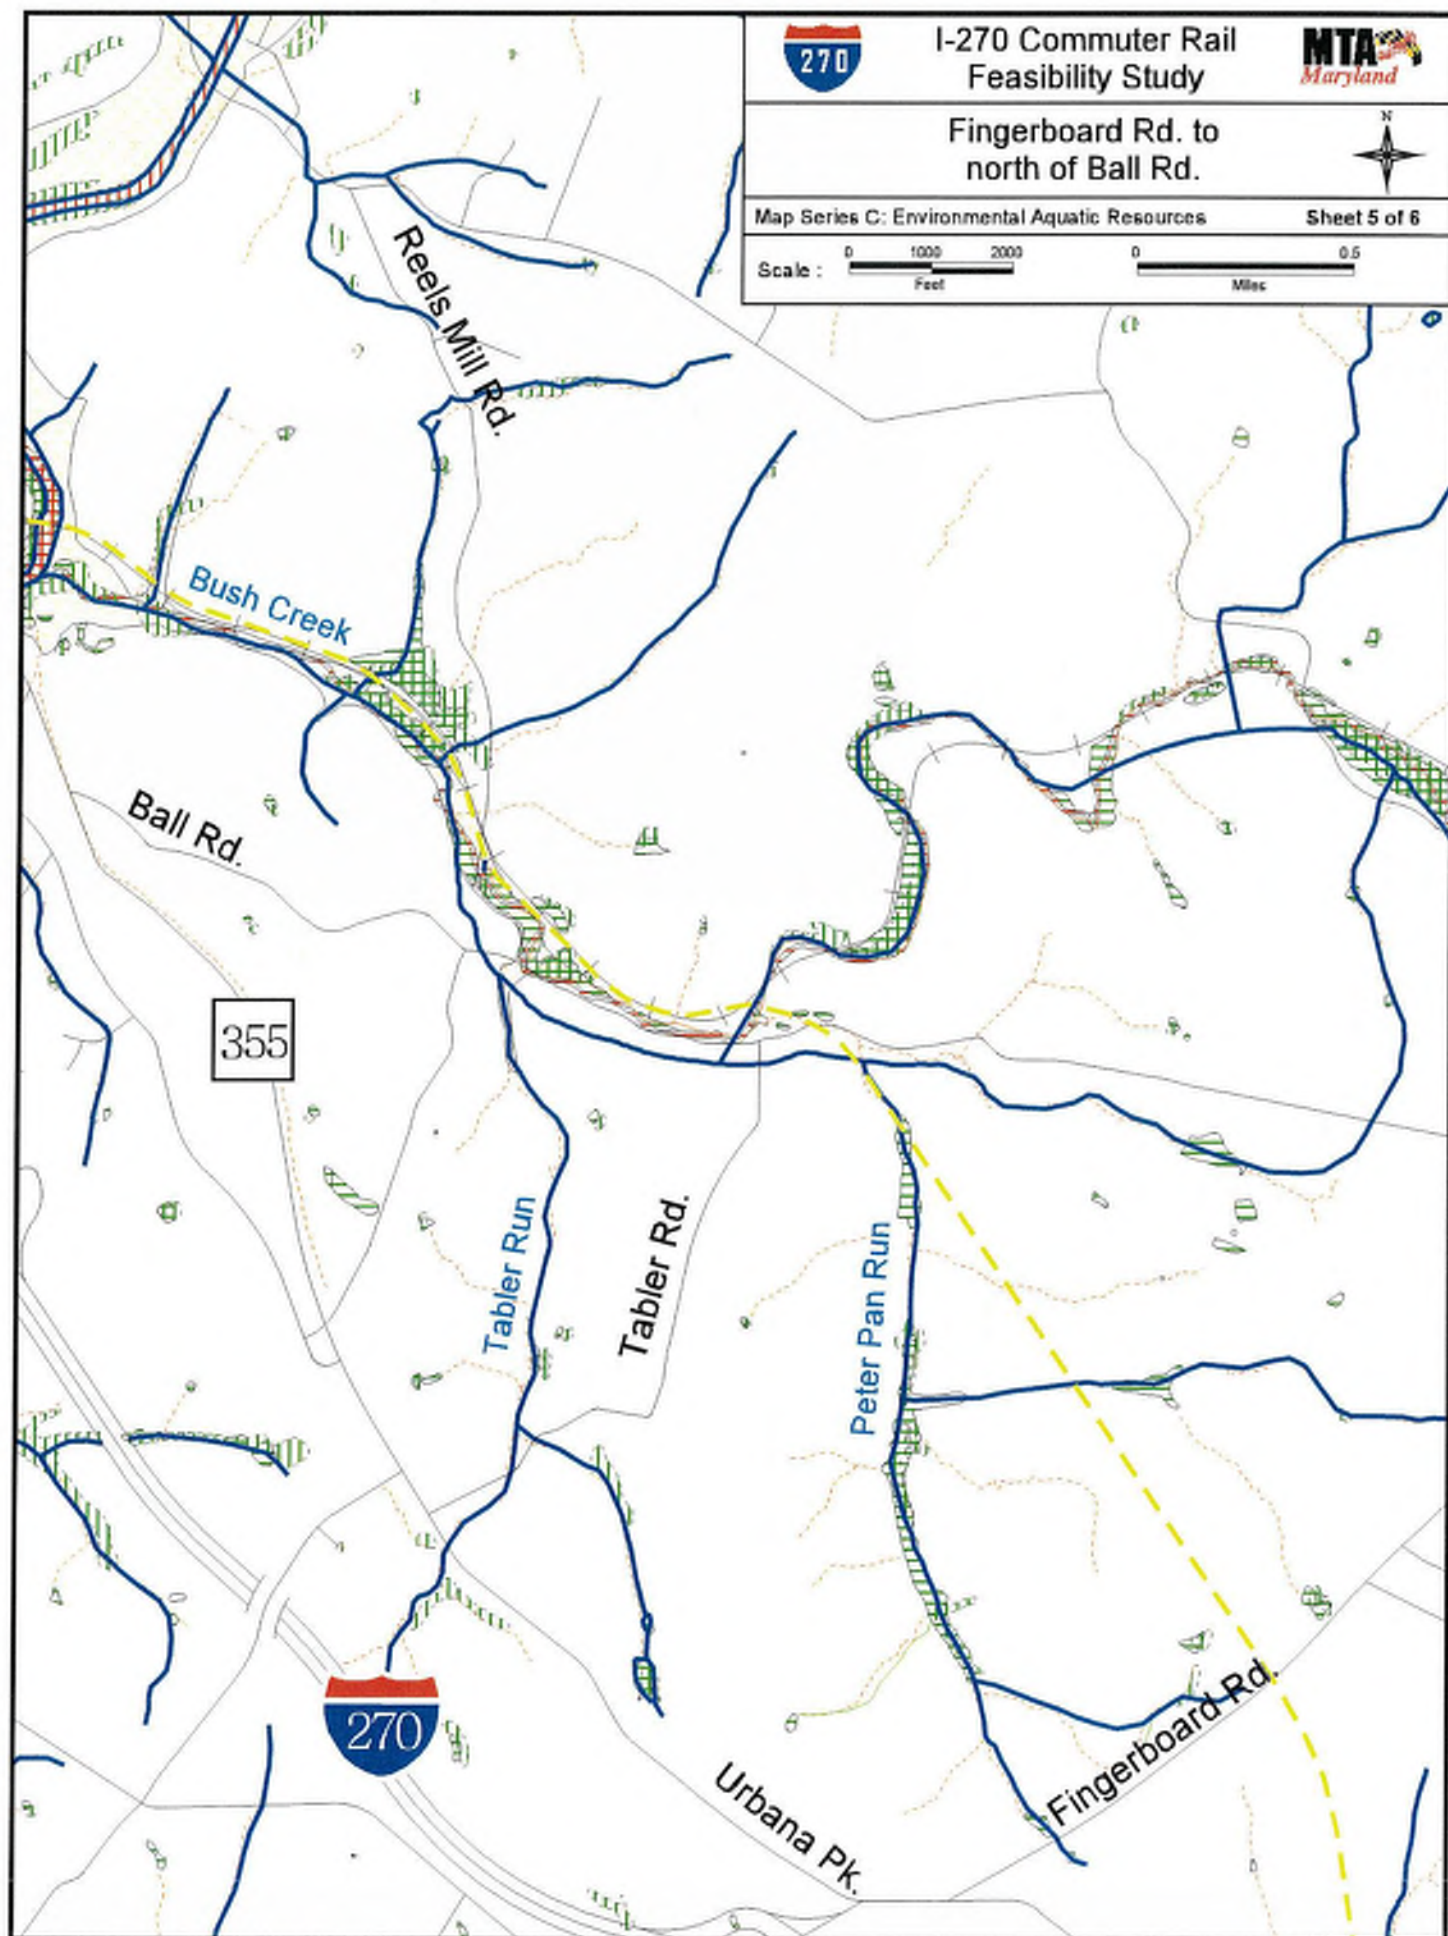 I-270 Commuter Rail
Feasibility Study
270
MTA
Maryland
Fingerboard Rd. to
north of Ball Rd.
N
Map Series C: Environmental Aquatic Resources
Sheet 5 of 6
Scale :
0 1000 2000
Feet
0 0.5
Miles
Reels Mill Rd.
Bush Creek
Ball Rd.
355
Tabler Run
Tabler Rd.
Peter Pan Run
270
Urbana Pk.
Fingerboard Rd.